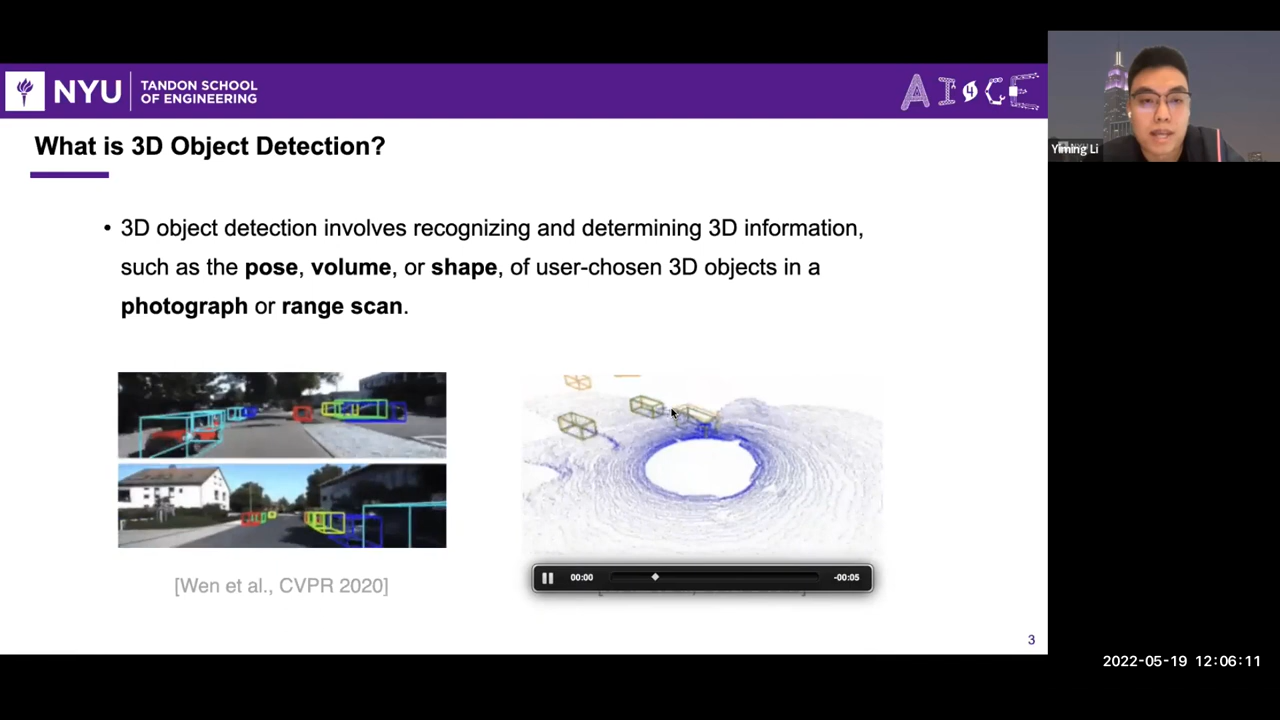 NYU
TANDON SCHOOL
OF ENGINEERING
AI4CE
Yiming Li
What is 3D Object Detection?
• 3D object detection involves recognizing and determining 3D information,
such as the pose, volume, or shape, of user-chosen 3D objects in a
photograph or range scan.
[Wen et al., CVPR 2020]
00:00
-00:05
3
2022-05-19 12:06:11